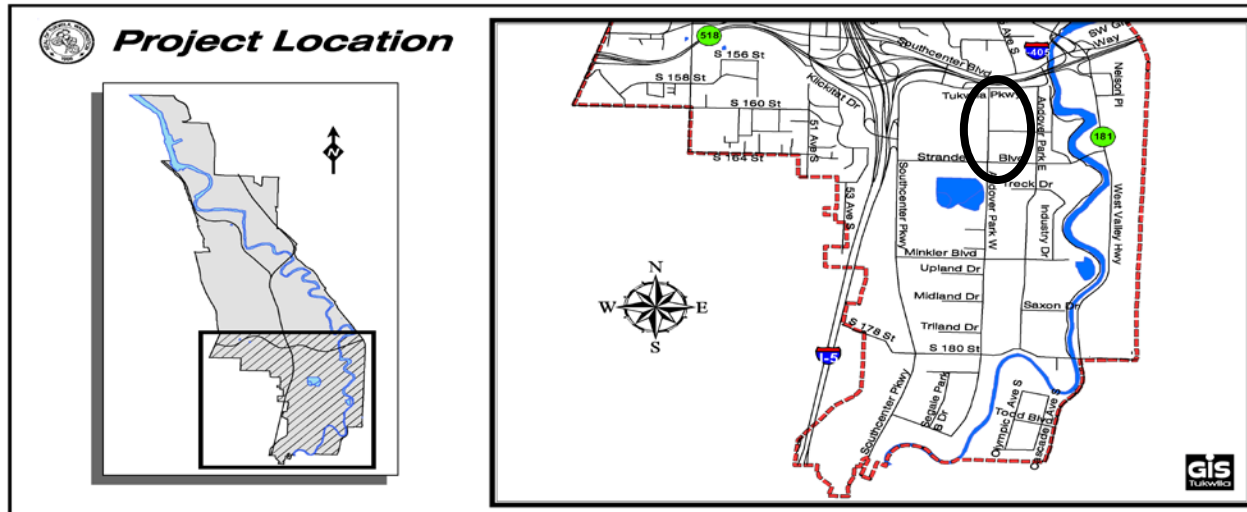 Project Location
N
518
S 156 St
S 158 St
S 160 St
S 164 St
51 Ave S
53 Ave S
Klickitat Dr
Southcenter Blvd
Ave S
I-405
SW
Way
Nelson Pl
Tukwila Pkwy
Andover Park E
181
Strande
Blvd
Treck Dr
Southcenter Pkwy
Andover Park W
Industry Dr
West Valley Hwy
Minkler Blvd
Upland Dr
Midland Dr
Saxon Dr
Triland Dr
S 178 St
S 180 St
N
W
E
S
I-5
Southcenter Pkwy
Segale Park
B Dr
Olympic Ave S
Todd Blvd
Cascade Ave S
GIS
Tukwila